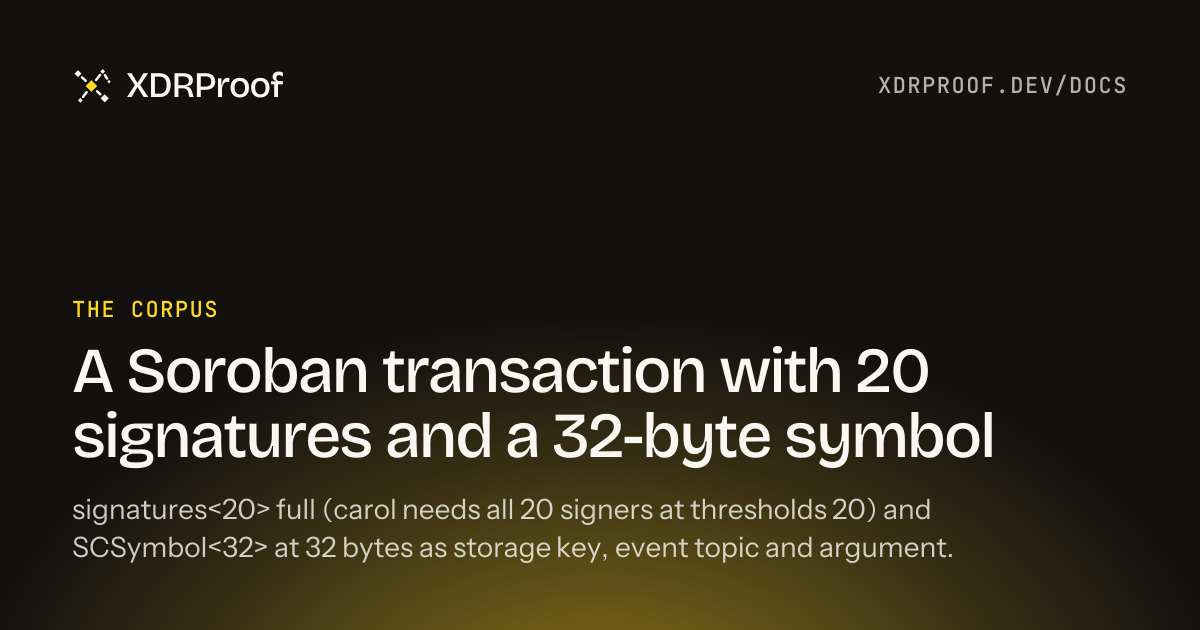 XDRProof
XDRPROOF.DEV/DOCS
THE CORPUS
A Soroban transaction with 20
signatures and a 32-byte symbol
signatures<20> full (carol needs all 20 signers at thresholds 20) and
SCSymbol<32> at 32 bytes as storage key, event topic and argument.